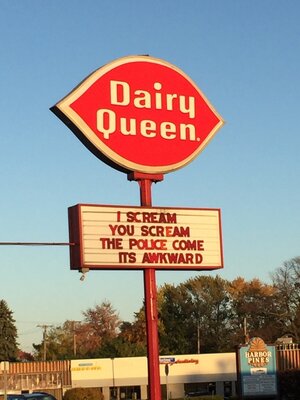 Dairy
Queen
I SCREAM
YOU SCREAM
THE POLICE COME
ITS AWKWARD
HARBOR
PINES